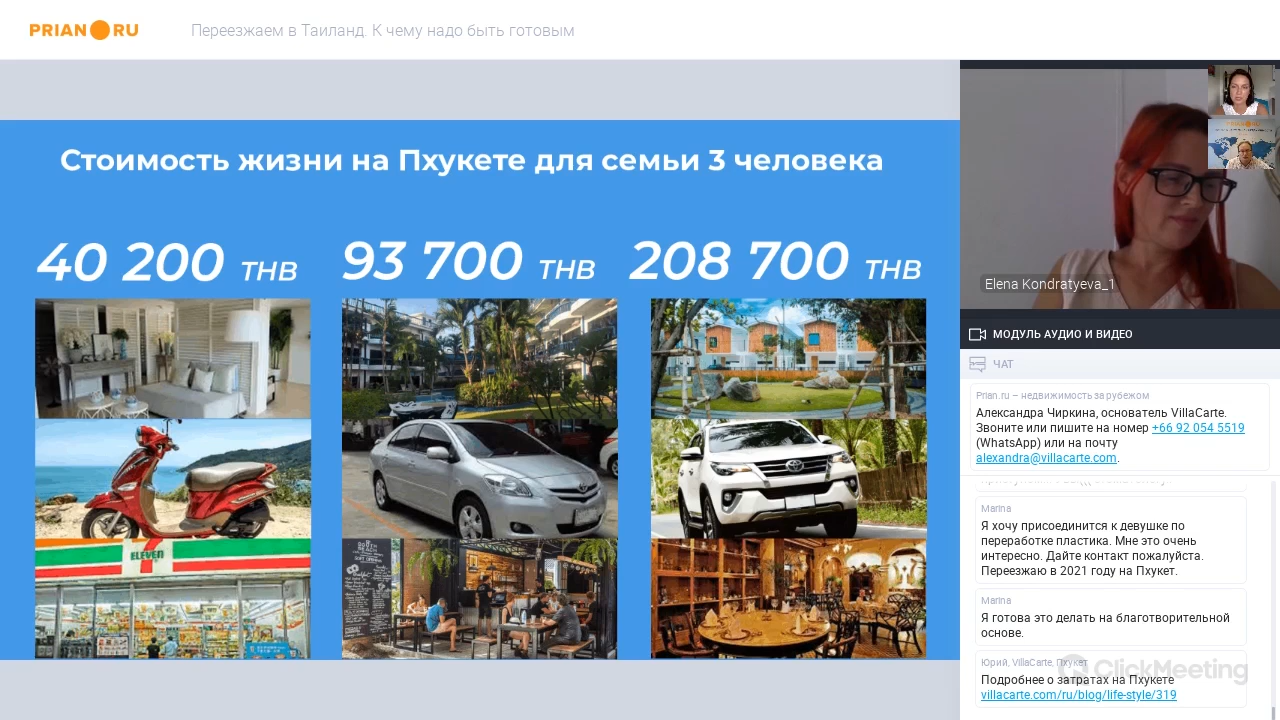 PRIAN RU
Переезжаем в Таиланд. К чему надо быть готовым
Стоимость жизни на Пхукете для семьи 3 человека
40 200 THB
93 700 THB
208 700 THB
ELEVEN
Elena Kondratyeva_1
МОДУЛЬ АУДИО И ВИДЕО
ЧАТ
Prian.ru – недвижимость за рубежом
Александра Чиркина, основатель VillaCarte.
Звоните или пишите на номер +66 92 054 5519
(WhatsApp) или на почту
alexandra@villacarte.com.
Marina
Я хочу присоединится к девушке по
переработке пластика. Мне это очень
интересно. Дайте контакт пожалуйста.
Переезжаю в 2021 году на Пхукет.
Marina
Я готова это делать на благотворительной
основе.
Юрий, VillaCarte, Пхукет
Подробнее о затратах на Пхукете
villacarte.com/ru/blog/life-style/319
ClickMeeting